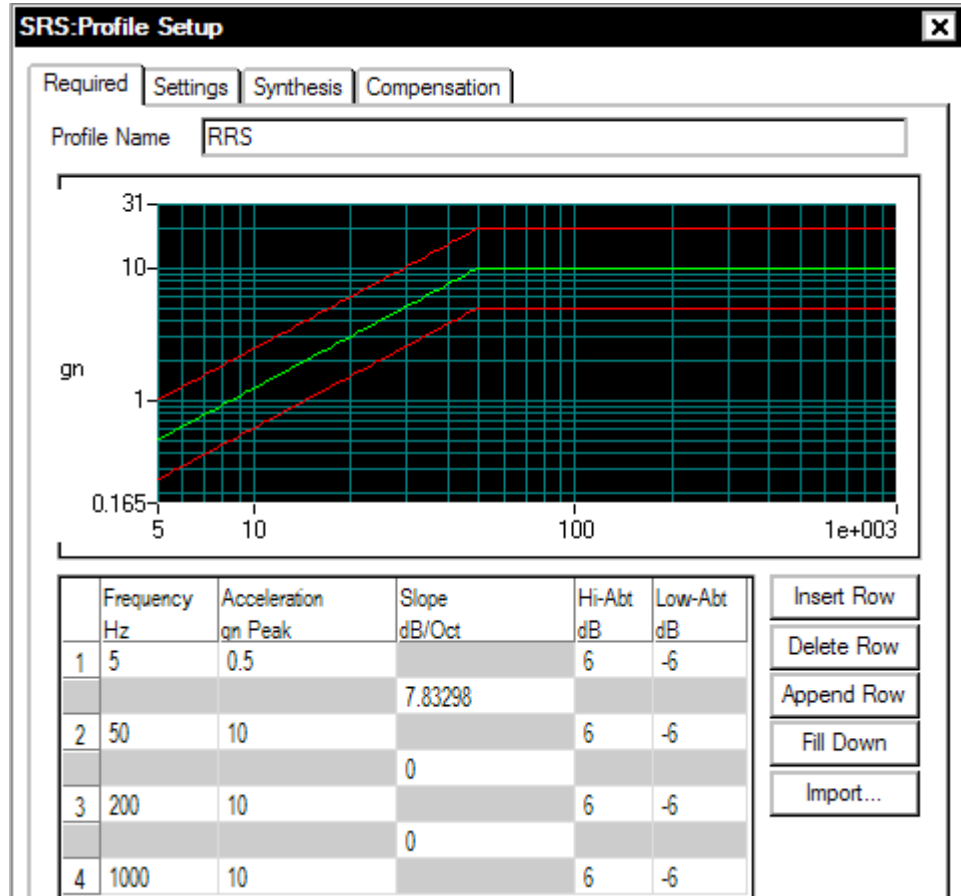 SRS:Profile Setup
Required Settings Synthesis Compensation
Profile Name RRS
31
10
gn
1
0.165
5 10 100 1e+003
Frequency Acceleration Slope Hi-Abt Low-Abt
Hz gn Peak dB/Oct dB dB
1 5 0.5 6 -6
7.83298
2 50 10 6 -6
0
3 200 10 6 -6
0
4 1000 10 6 -6
Insert Row
Delete Row
Append Row
Fill Down
Import...